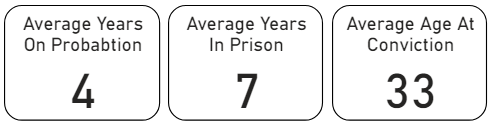 Average Years
On Probabtion
4
Average Years
In Prison
7
Average Age At
Conviction
33